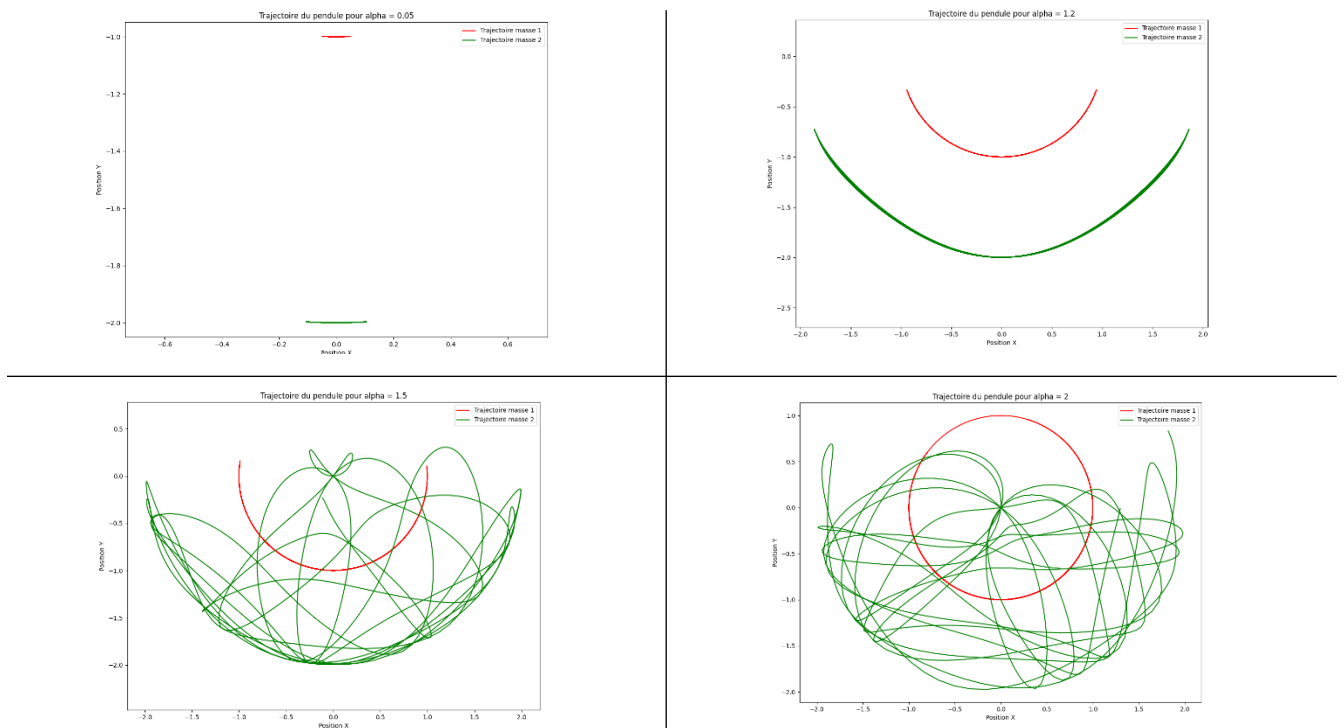 Trajectoire du pendule pour alpha = 0.05
Trajectoire masse 1
Trajectoire masse 2
−1.0
−1.2
−1.4
−1.6
−1.8
−2.0
Position Y
−0.6 −0.4 −0.2 0.0 0.2 0.4 0.6
Position X
Trajectoire du pendule pour alpha = 1.2
Trajectoire masse 1
Trajectoire masse 2
0.0
−0.5
−1.0
−1.5
−2.0
−2.5
Position Y
−2.0 −1.5 −1.0 −0.5 0.0 0.5 1.0 1.5 2.0
Position X
Trajectoire du pendule pour alpha = 1.5
Trajectoire masse 1
Trajectoire masse 2
0.5
0.0
−0.5
−1.0
−1.5
−2.0
Position Y
−2.0 −1.5 −1.0 −0.5 0.0 0.5 1.0 1.5 2.0
Position X
Trajectoire du pendule pour alpha = 2
Trajectoire masse 1
Trajectoire masse 2
1.0
0.5
0.0
−0.5
−1.0
−1.5
−2.0
Position Y
−2.0 −1.5 −1.0 −0.5 0.0 0.5 1.0 1.5 2.0
Position X